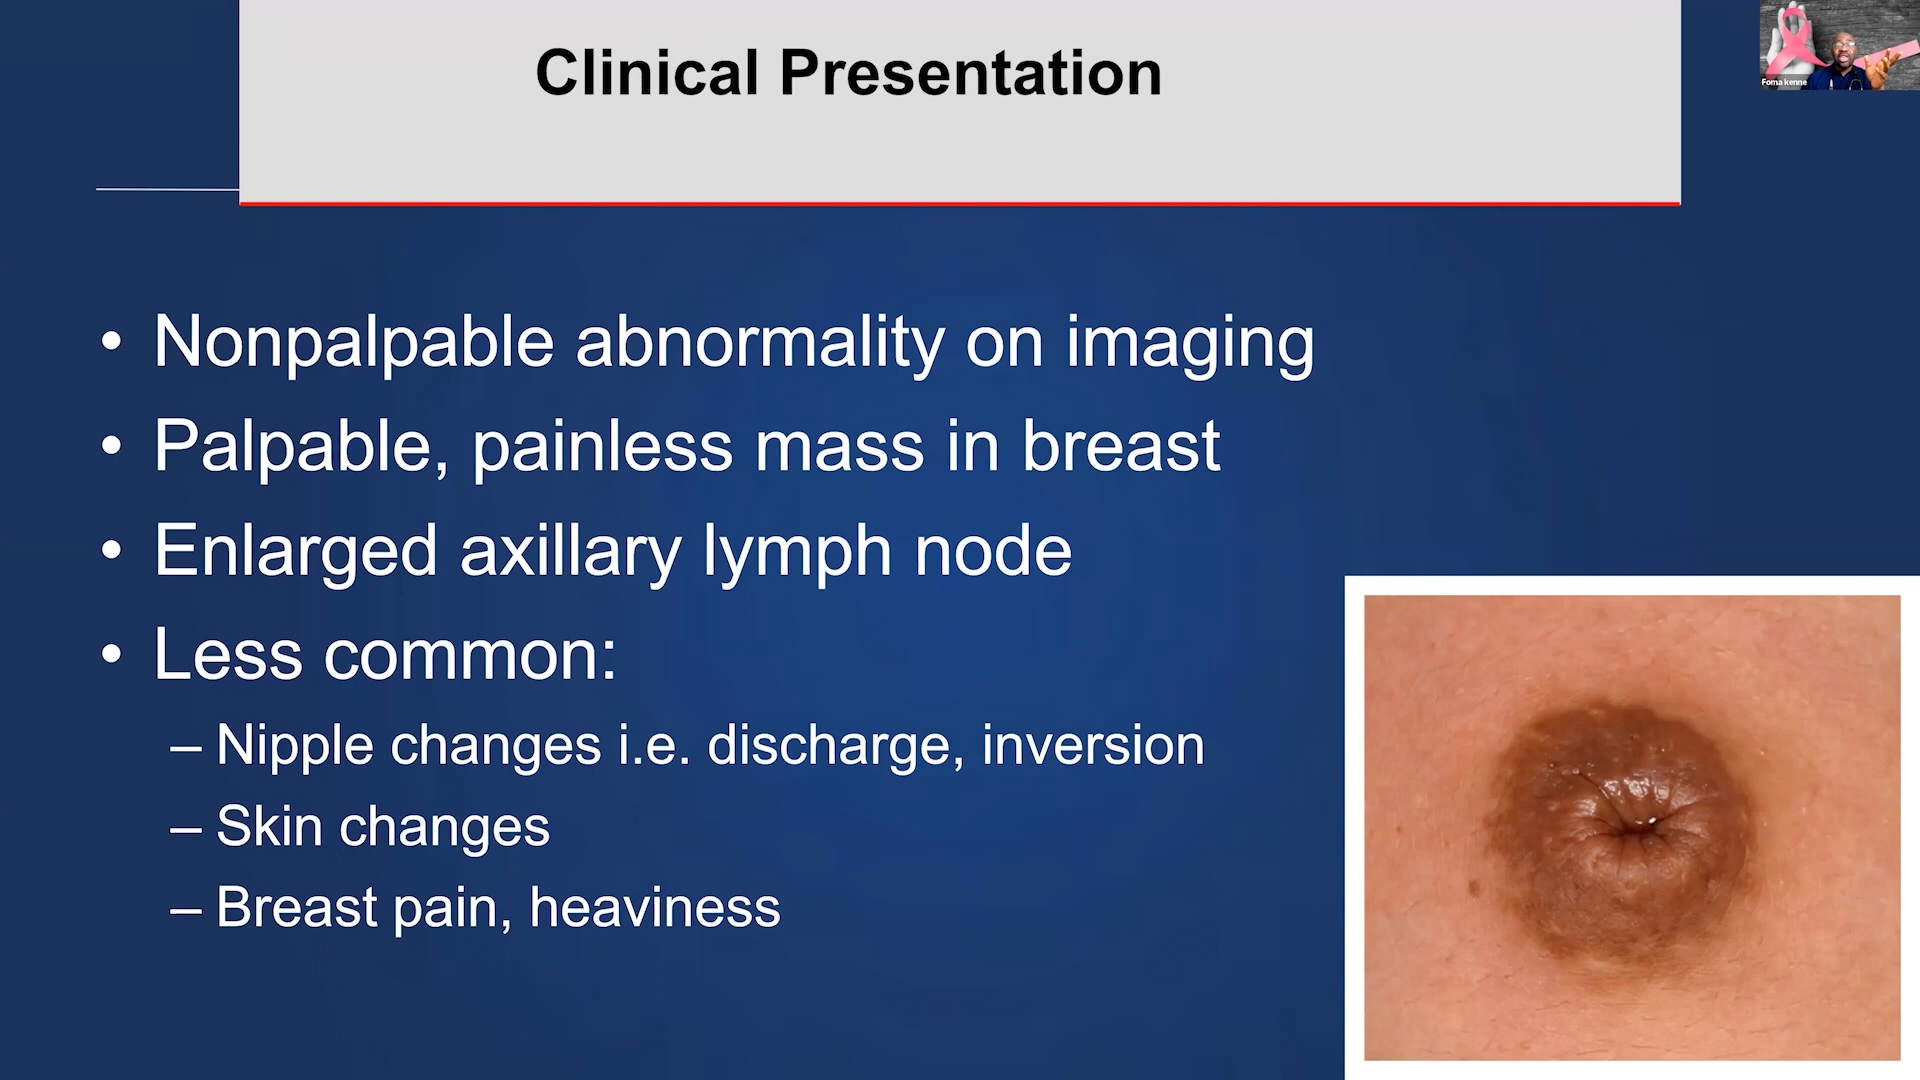 Clinical Presentation
Foma kenne
• Nonpalpable abnormality on imaging
• Palpable, painless mass in breast
• Enlarged axillary lymph node
• Less common:
– Nipple changes i.e. discharge, inversion
– Skin changes
– Breast pain, heaviness